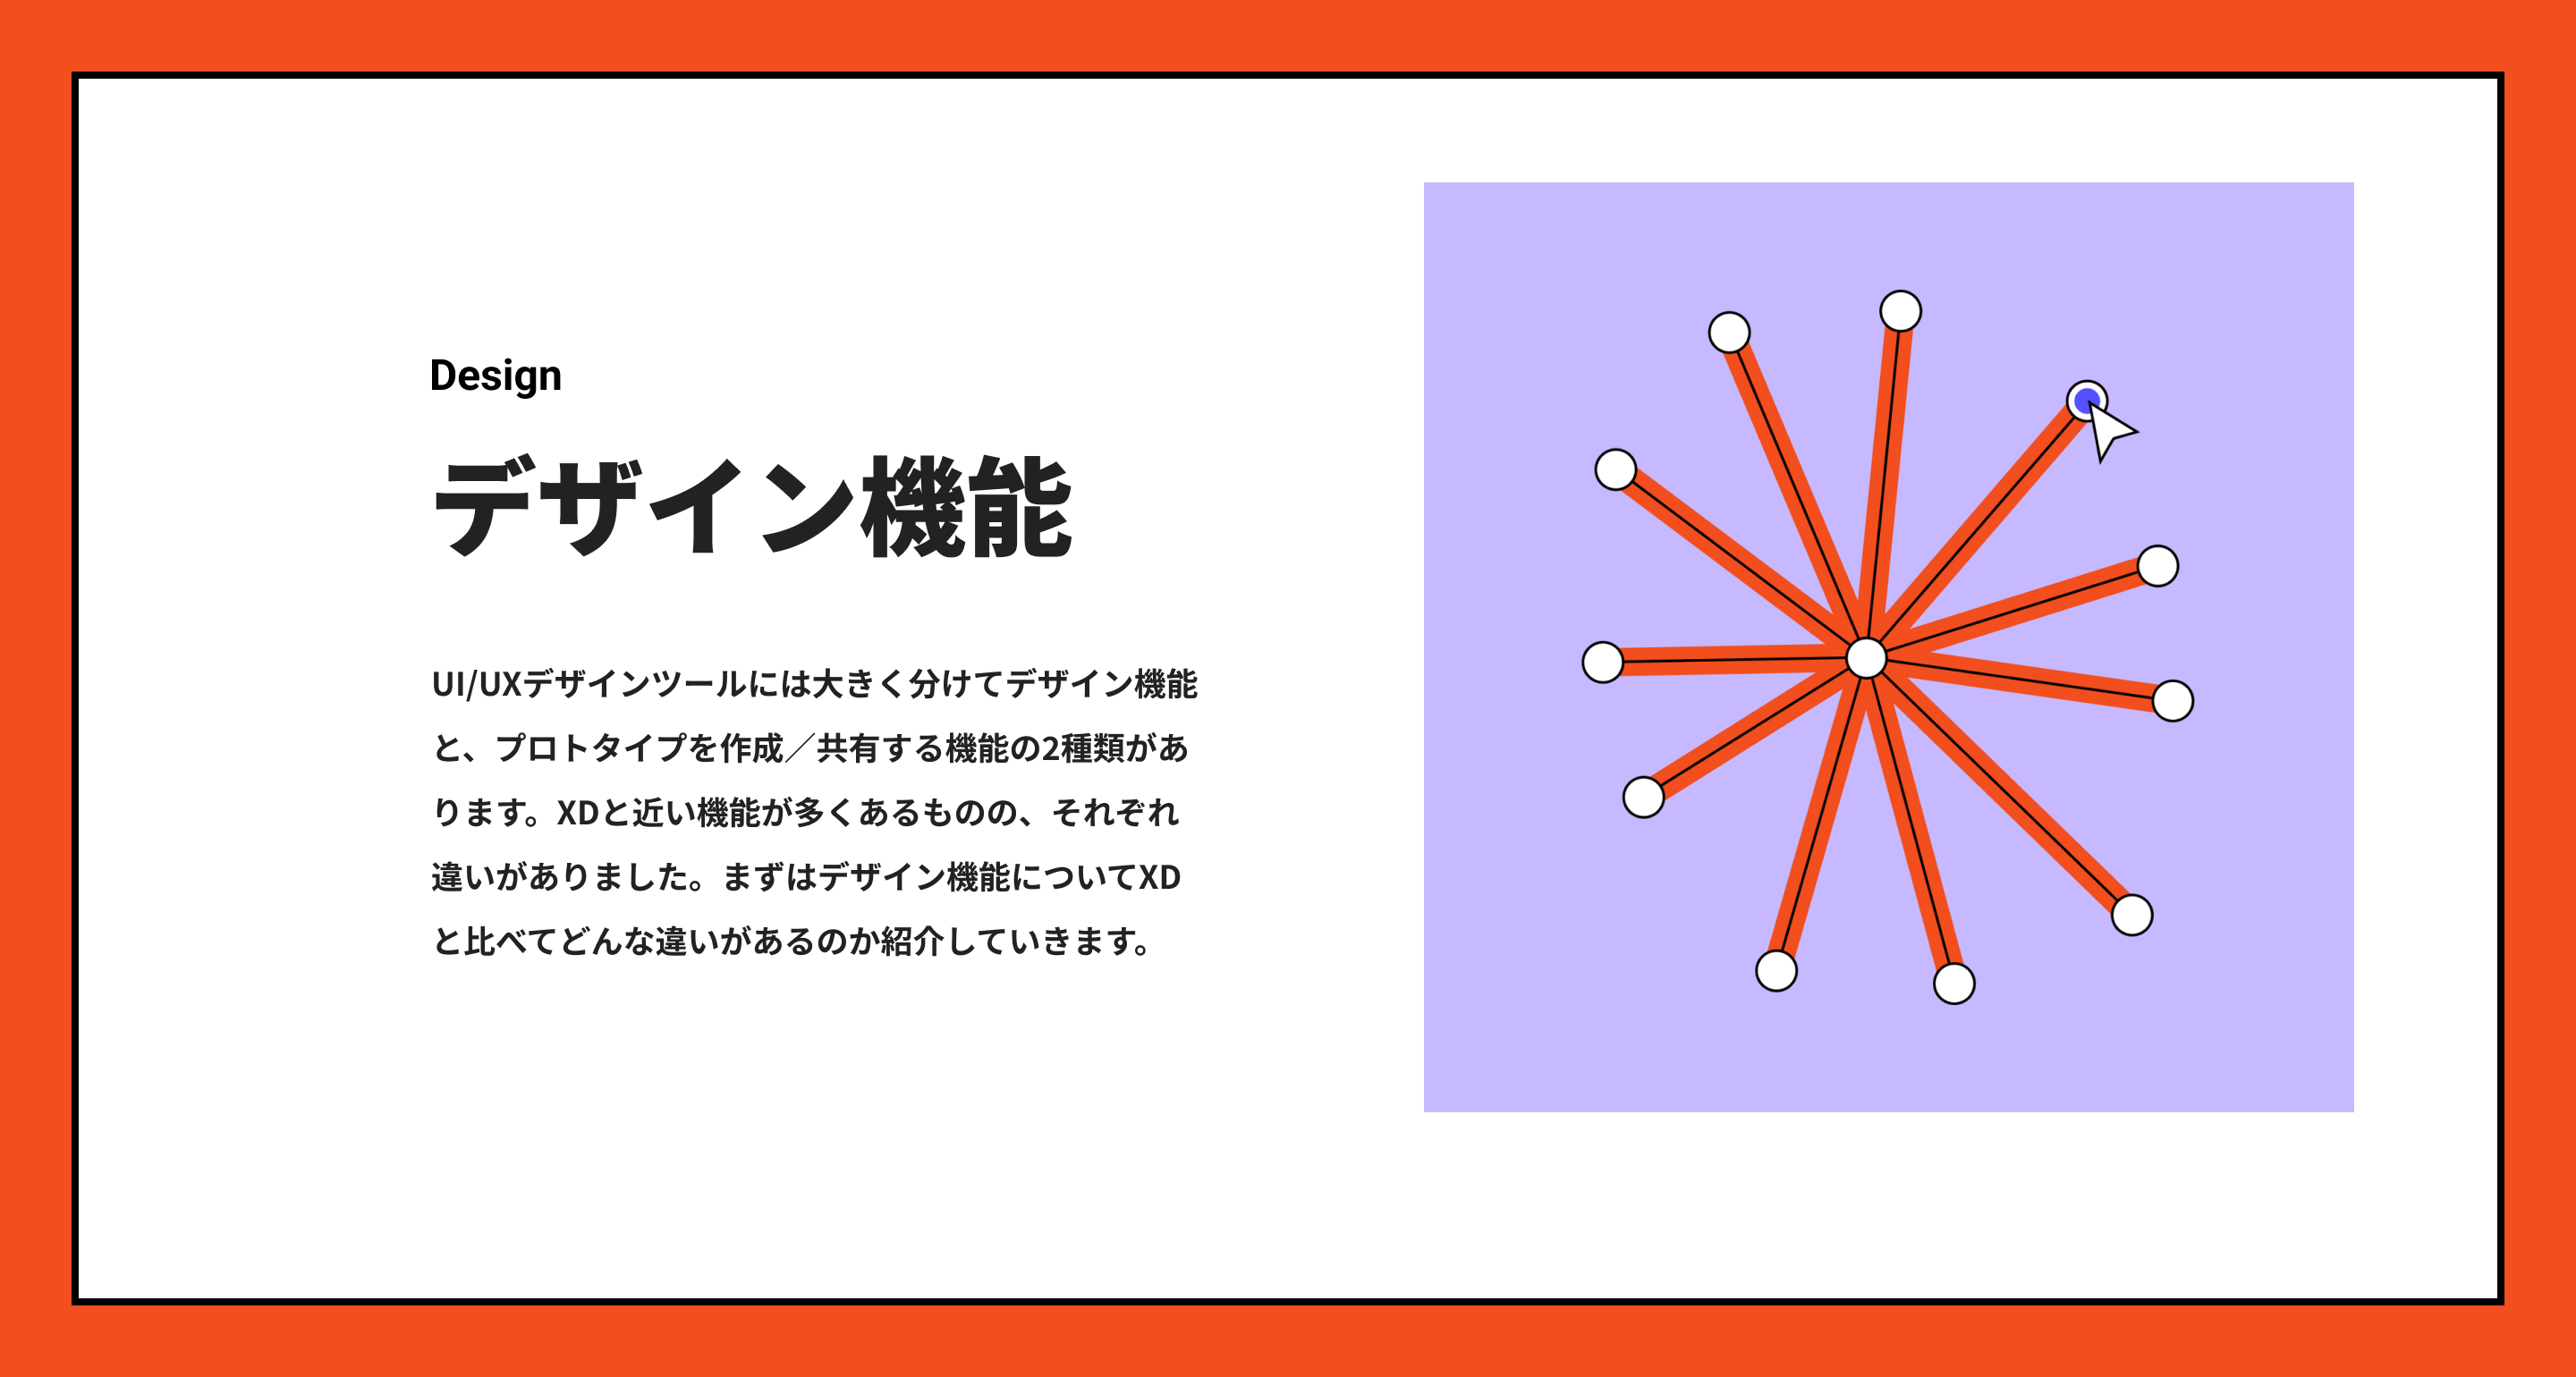 Design
デザイン機能
UI/UXデザインツールには大きく分けてデザイン機能
と、プロトタイプを作成／共有する機能の2種類があ
ります。XDと近い機能が多くあるものの、それぞれ
違いがありました。まずはデザイン機能についてXD
と比べてどんな違いがあるのか紹介していきます。